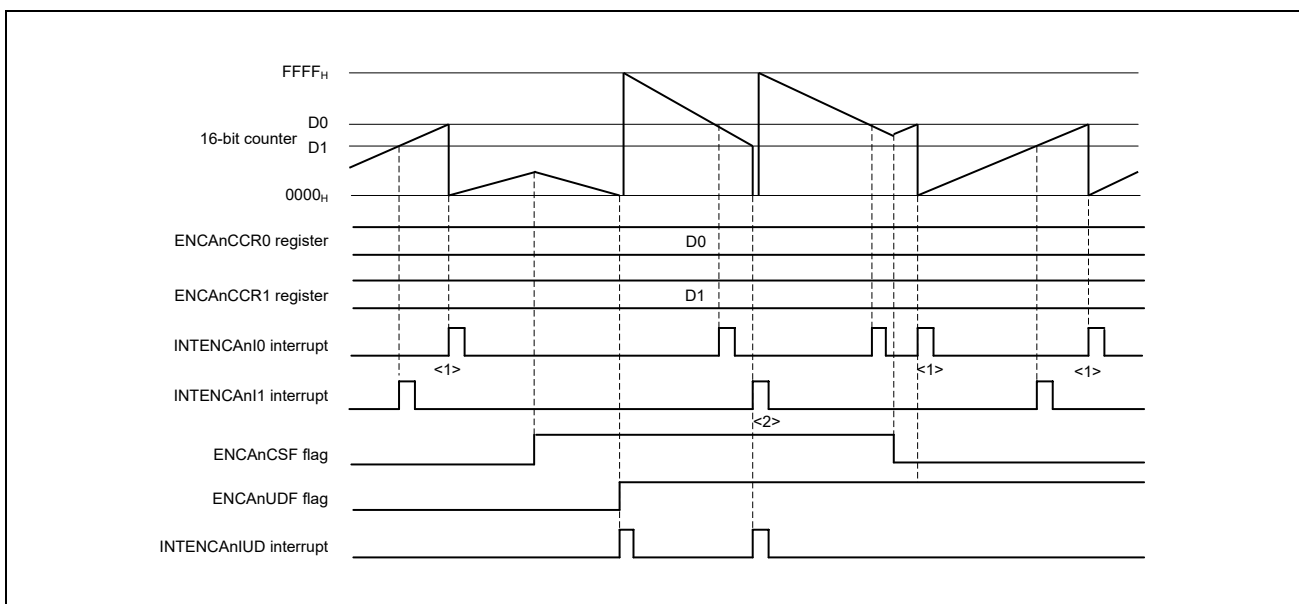 FFFFH
D0
16-bit counter
D1
0000H
ENCAnCCR0 register
D0
ENCAnCCR1 register
D1
INTENCAnI0 interrupt
<1> <1> <1>
INTENCAnI1 interrupt
<2>
ENCAnCSF flag
ENCAnUDF flag
INTENCAnIUD interrupt